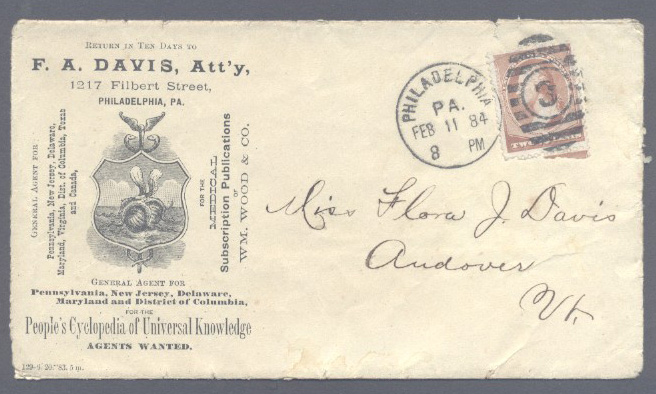 RETURN IN TEN DAYS TO
F. A. DAVIS, Att'y,
1217 Filbert Street,
PHILADELPHIA, PA.
GENERAL AGENT FOR
Pennsylvania, New Jersey, Delaware,
Maryland, Virginia, Dist. of Columbia, Texas
and Canada,
FOR THE
MEDICAL
Subscription Publications
OF
WM. WOOD & CO.
GENERAL AGENT FOR
Pennsylvania, New Jersey, Delaware,
Maryland and District of Columbia,
FOR THE
People's Cyclopedia of Universal Knowledge
AGENTS WANTED.
PHILADELPHIA
PA.
FEB 11 84
8 PM
3
TWO
Miss Flora J. Davis
Andover
Vt.